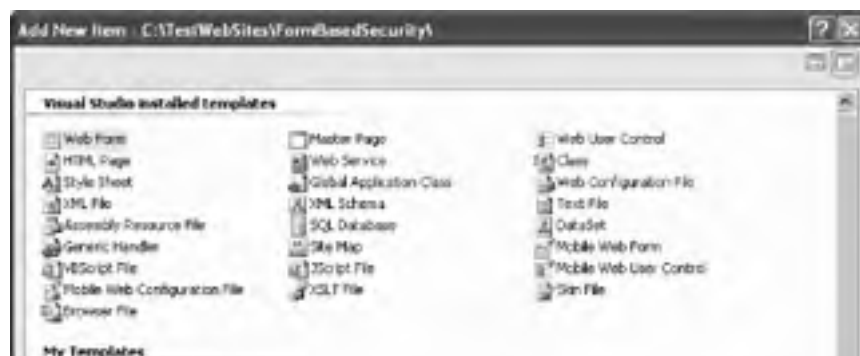 Add New Item - C:\TestWebSites\FormBasedSecurity\
Visual Studio installed templates
Web Form Master Page Web User Control
HTML Page Web Service Class
Style Sheet Global Application Class Web Configuration File
XML File XML Schema Text File
Assembly Resource File SQL Database DataSet
Generic Handler Site Map Mobile Web Form
VBScript File JScript File Mobile Web User Control
Mobile Web Configuration File XSLT File Skin File
Browser File
My Templates